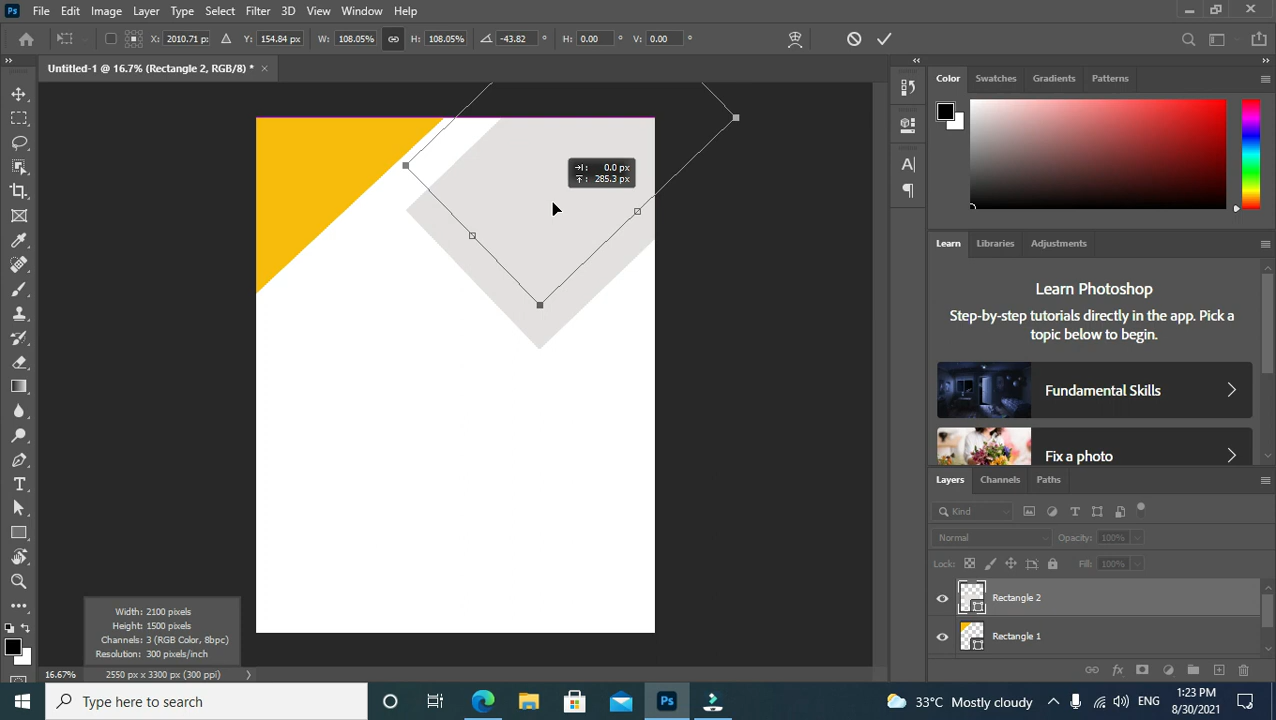 Ps File Edit Image Layer Type Select Filter 3D View Window Help
X: 2010.71 px Y: 154.84 px W: 108.05% H: 108.05% -43.82 ° H: 0.00 ° V: 0.00 °
Untitled-1 @ 16.7% (Rectangle 2, RGB/8) * ×
Color Swatches Gradients Patterns
0.0 px
285.3 px
Learn Libraries Adjustments
Learn Photoshop
Step-by-step tutorials directly in the app. Pick a
topic below to begin.
Fundamental Skills
Fix a photo
Layers Channels Paths
Kind
Normal Opacity: 100%
Lock: Fill: 100%
Rectangle 2
Rectangle 1
Width: 2100 pixels
Height: 1500 pixels
Channels: 3 (RGB Color, 8bpc)
Resolution: 300 pixels/inch
16.67% 2550 px x 3300 px (300 ppi)
Type here to search
Ps
33°C Mostly cloudy
ENG
1:23 PM
8/30/2021